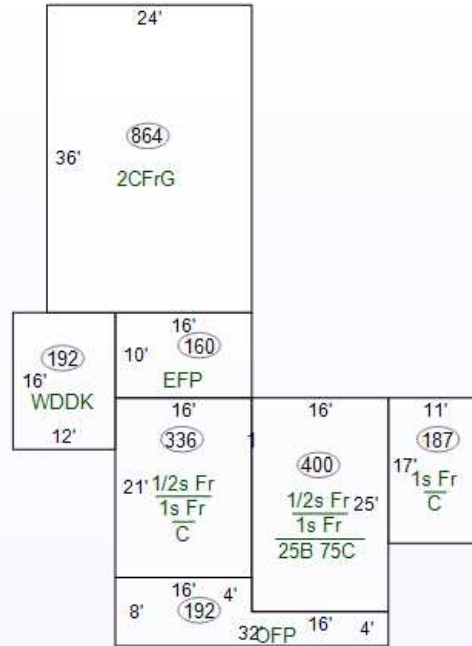 24'
864
36'
2CFrG
16'
192
10'
160
16'
EFP
WDDK
12'
16'
16'
11'
336
1
187
400
17'
21'
1/2s Fr
1s Fr
C
1/2s Fr
25'
1s Fr
25B 75C
1s Fr
C
16'
4'
8'
192
16'
32'
OFP
4'